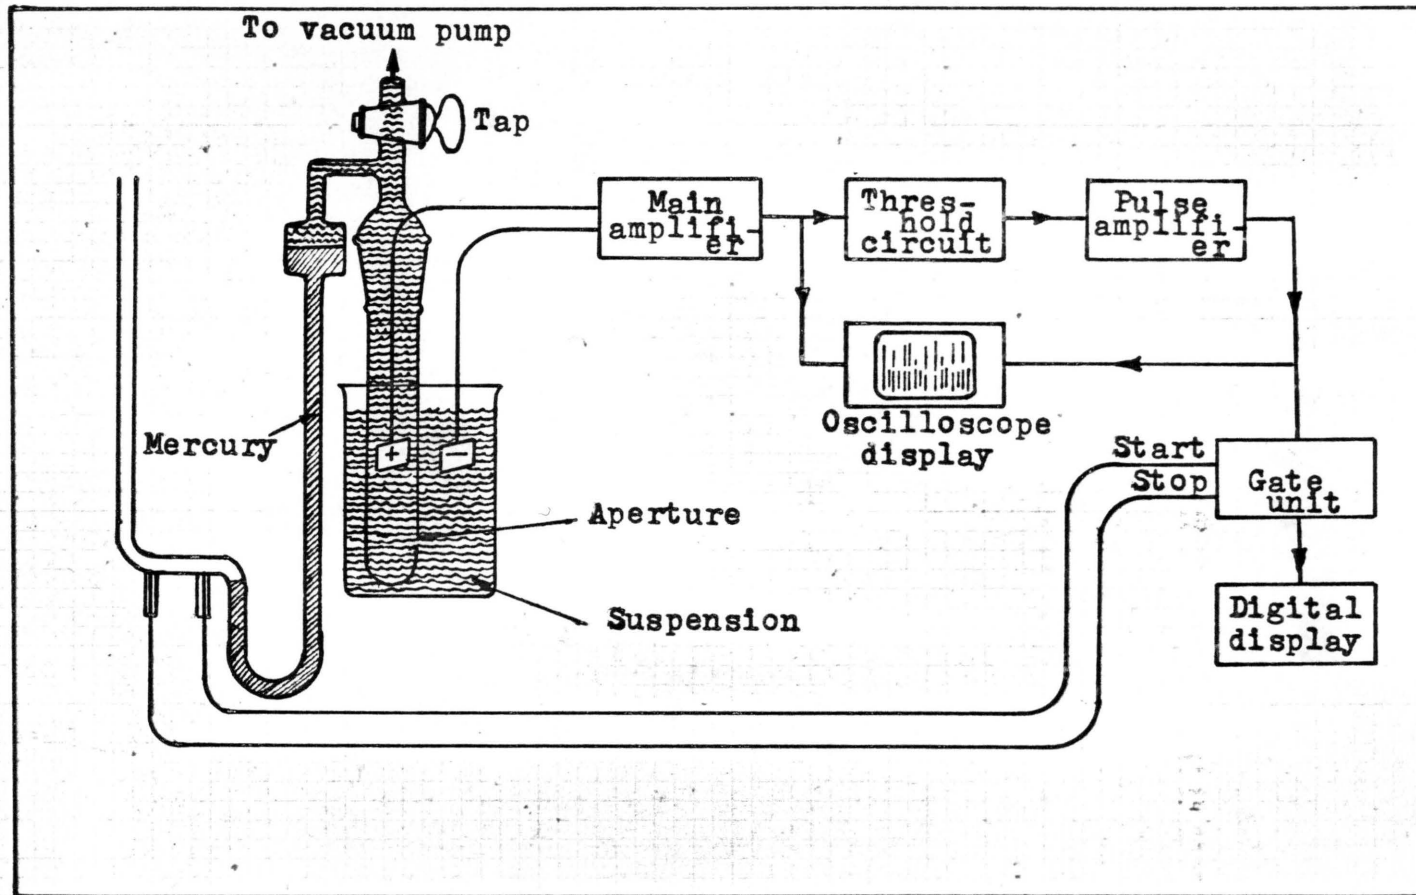 To vacuum pump
Tap
Main
amplifi-
er
Thres-
hold
circuit
Pulse
amplifi-
er
Mercury
+
−
Oscilloscope
display
Start
Stop
Gate
unit
Aperture
Suspension
Digital
display